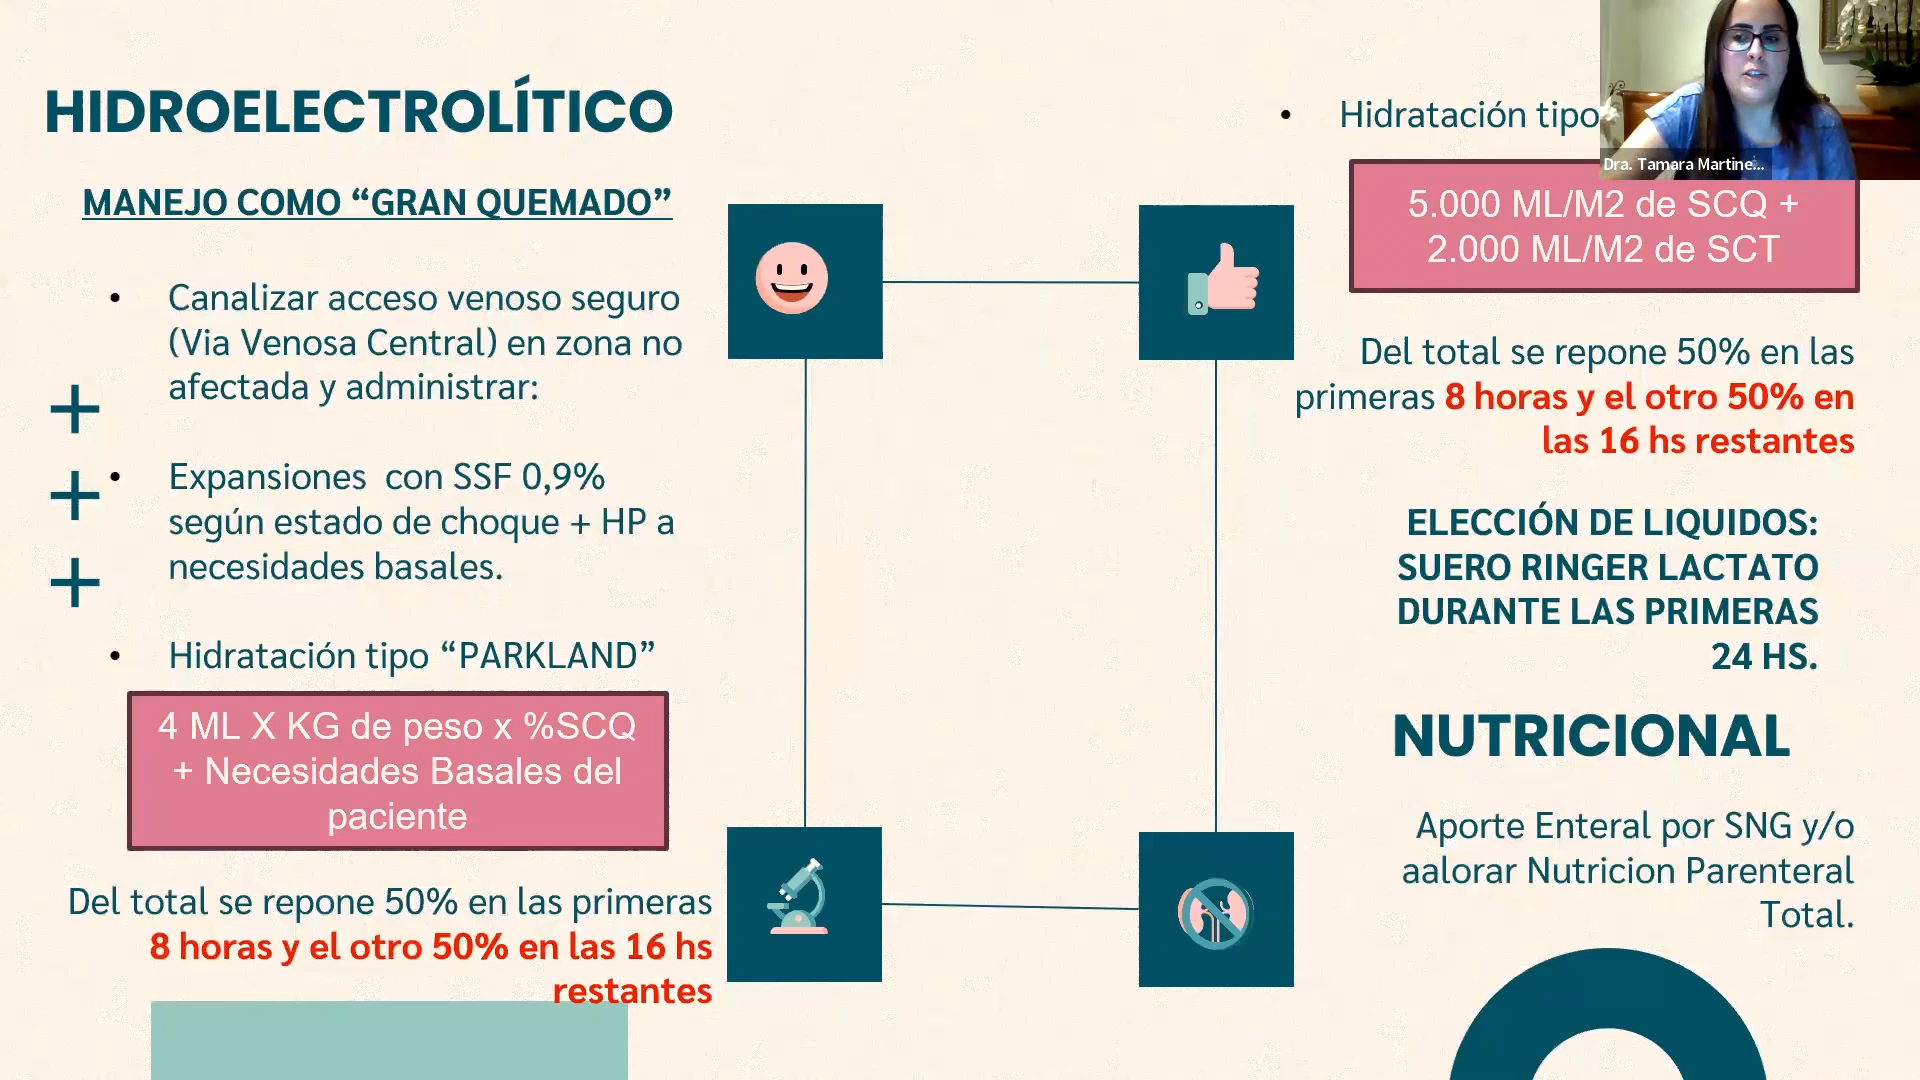 HIDROELECTROLÍTICO
MANEJO COMO “GRAN QUEMADO”
• Canalizar acceso venoso seguro
(Via Venosa Central) en zona no
afectada y administrar:
• Expansiones con SSF 0,9%
según estado de choque + HP a
necesidades basales.
• Hidratación tipo “PARKLAND”
4 ML X KG de peso x %SCQ
+ Necesidades Basales del
paciente
Del total se repone 50% en las primeras
8 horas y el otro 50% en las 16 hs
restantes
• Hidratación tipo
Dra. Tamara Martine...
5.000 ML/M2 de SCQ +
2.000 ML/M2 de SCT
Del total se repone 50% en las
primeras 8 horas y el otro 50% en
las 16 hs restantes
ELECCIÓN DE LIQUIDOS:
SUERO RINGER LACTATO
DURANTE LAS PRIMERAS
24 HS.
NUTRICIONAL
Aporte Enteral por SNG y/o
aalorar Nutricion Parenteral
Total.